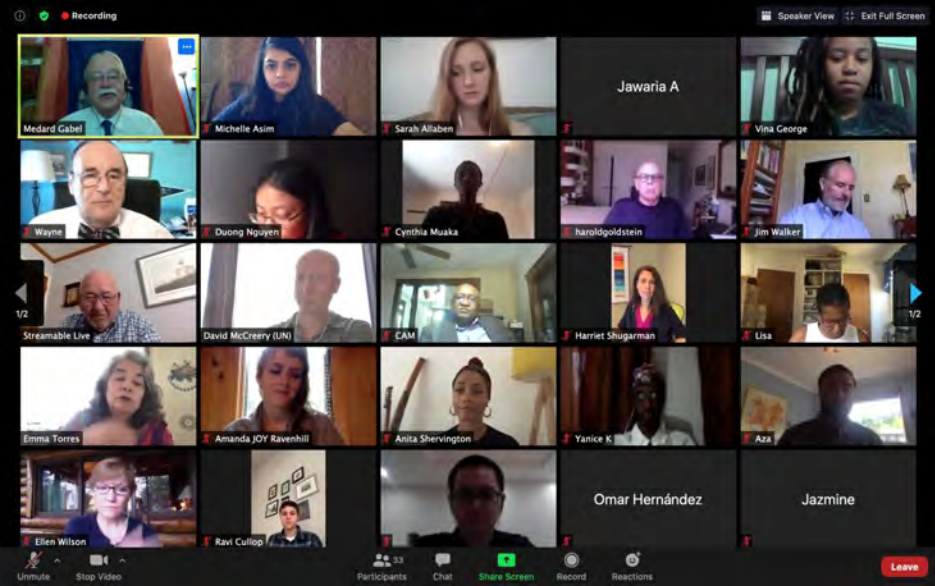 Recording
Speaker View
Exit Full Screen
Medard Gabel
Michelle Asim
Sarah Allaben
Jawaria A
Vina George
Wayne
Duong Nguyen
Cynthia Muaka
haroldgoldstein
Jim Walker
1/2
Streamable Live
David McCreery (UN)
CAM
Harriet Shugarman
Lisa
1/2
Emma Torres
Amanda JOY Ravenhill
Anita Shervington
Yanice K
Aza
Ellen Wilson
Ravi Cullop
Omar Hernández
Jazmine
Unmute
Stop Video
33
Participants
Chat
Share Screen
Record
Reactions
Leave